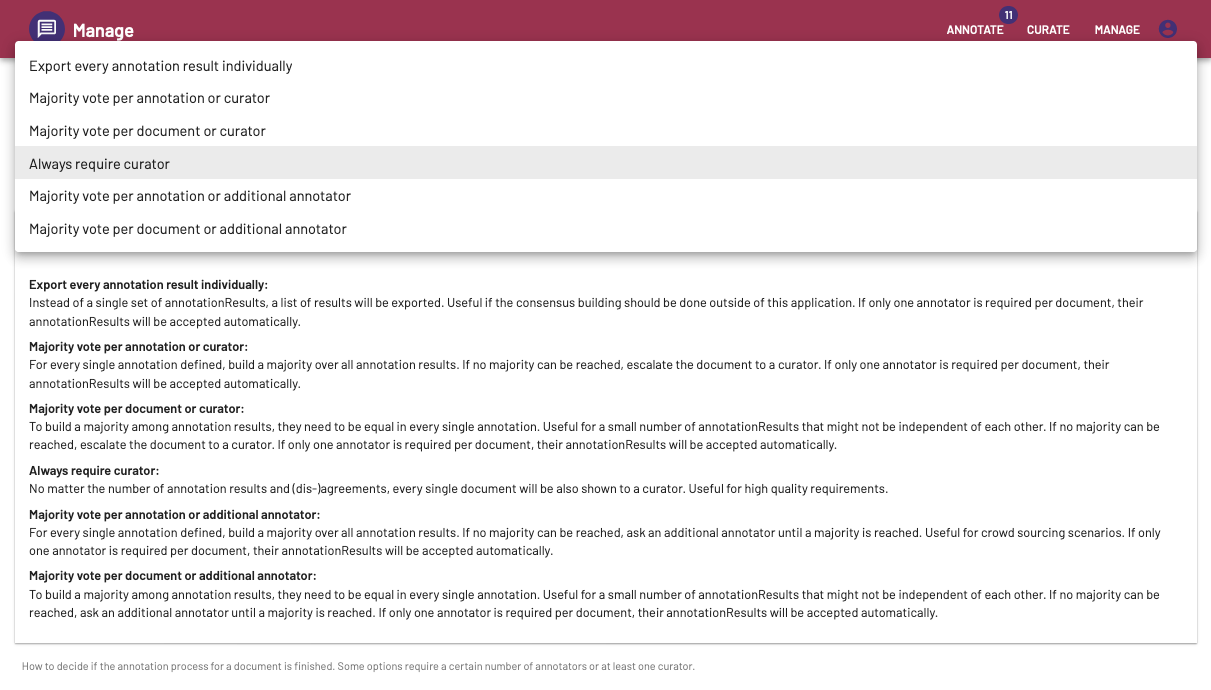 Manage
ANNOTATE
11
CURATE
MANAGE
Export every annotation result individually
Majority vote per annotation or curator
Majority vote per document or curator
Always require curator
Majority vote per annotation or additional annotator
Majority vote per document or additional annotator
Export every annotation result individually:
Instead of a single set of annotationResults, a list of results will be exported. Useful if the consensus building should be done outside of this application. If only one annotator is required per document, their
annotationResults will be accepted automatically.
Majority vote per annotation or curator:
For every single annotation defined, build a majority over all annotation results. If no majority can be reached, escalate the document to a curator. If only one annotator is required per document, their
annotationResults will be accepted automatically.
Majority vote per document or curator:
To build a majority among annotation results, they need to be equal in every single annotation. Useful for a small number of annotationResults that might not be independent of each other. If no majority can be
reached, escalate the document to a curator. If only one annotator is required per document, their annotationResults will be accepted automatically.
Always require curator:
No matter the number of annotation results and (dis-)agreements, every single document will be also shown to a curator. Useful for high quality requirements.
Majority vote per annotation or additional annotator:
For every single annotation defined, build a majority over all annotation results. If no majority can be reached, ask an additional annotator until a majority is reached. Useful for crowd sourcing scenarios. If only
one annotator is required per document, their annotationResults will be accepted automatically.
Majority vote per document or additional annotator:
To build a majority among annotation results, they need to be equal in every single annotation. Useful for a small number of annotationResults that might not be independent of each other. If no majority can be
reached, ask an additional annotator until a majority is reached. If only one annotator is required per document, their annotationResults will be accepted automatically.
How to decide if the annotation process for a document is finished. Some options require a certain number of annotators or at least one curator.